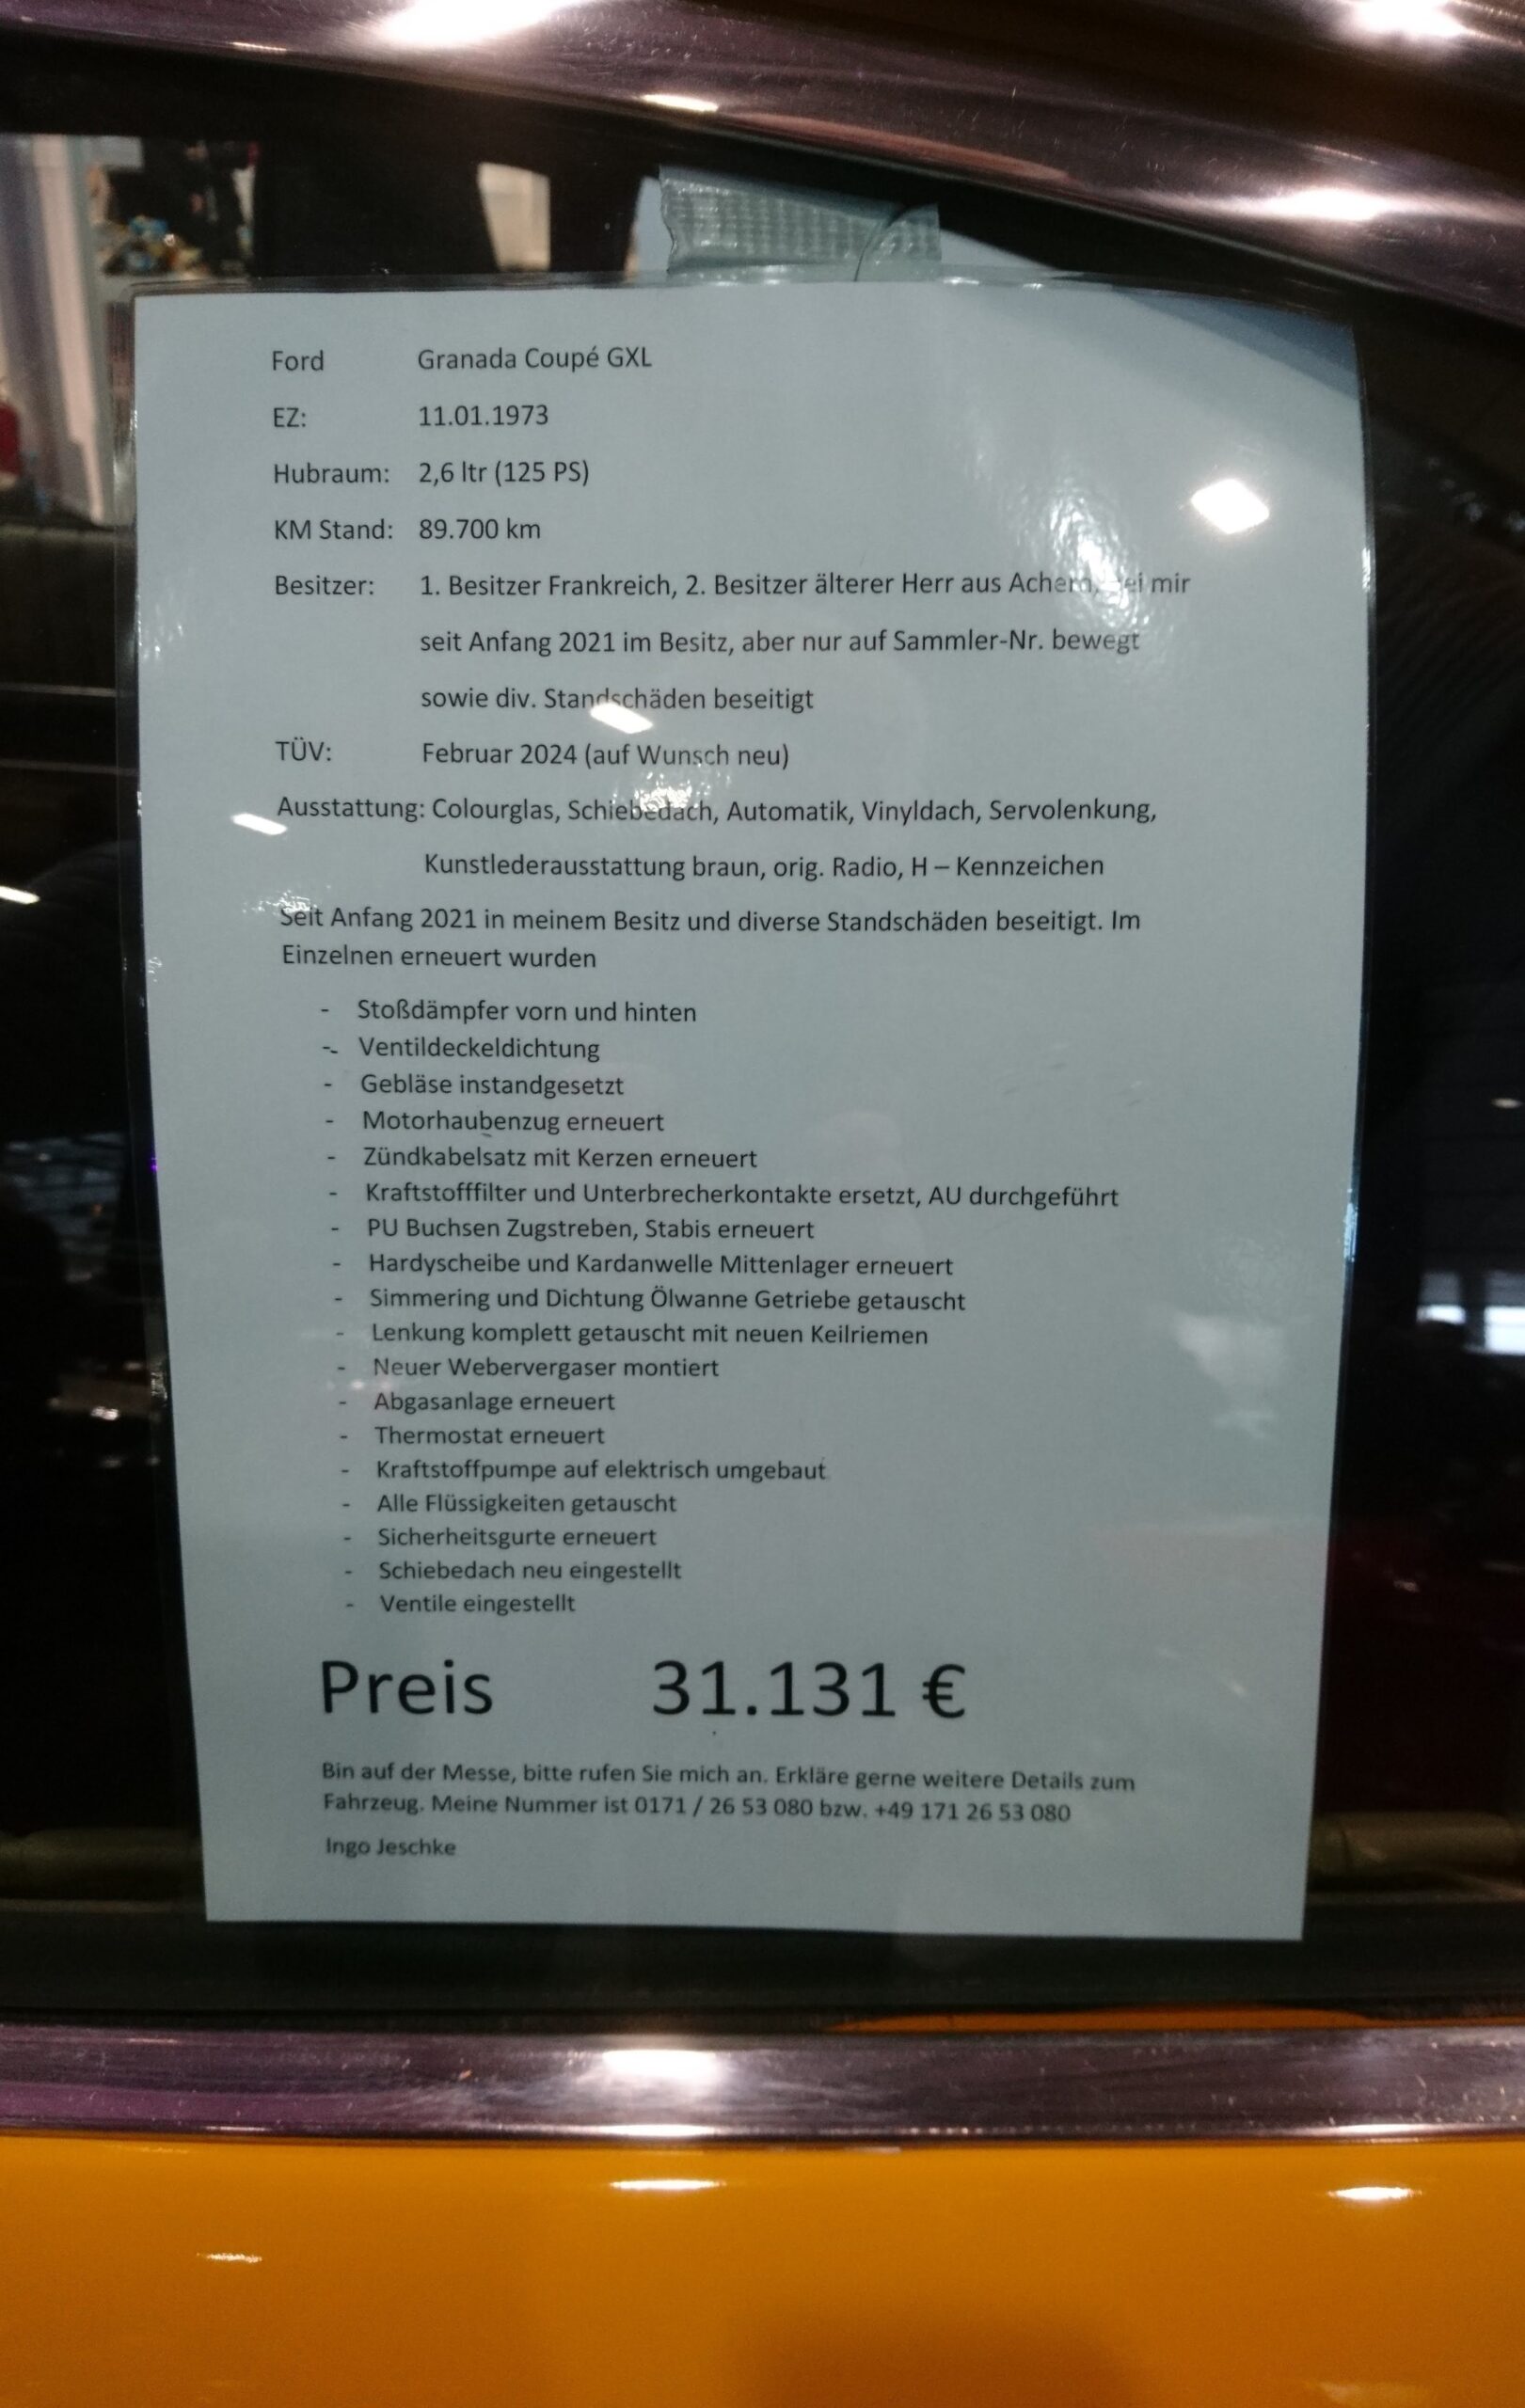 Ford Granada Coupé GXL
EZ: 11.01.1973
Hubraum: 2,6 ltr (125 PS)
KM Stand: 89.700 km
Besitzer: 1. Besitzer Frankreich, 2. Besitzer älterer Herr aus Achern, bei mir
seit Anfang 2021 im Besitz, aber nur auf Sammler-Nr. bewegt
sowie div. Standschäden beseitigt
TÜV: Februar 2024 (auf Wunsch neu)
Ausstattung: Colourglas, Schiebedach, Automatik, Vinyldach, Servolenkung,
Kunstlederausstattung braun, orig. Radio, H – Kennzeichen
Seit Anfang 2021 in meinem Besitz und diverse Standschäden beseitigt. Im
Einzelnen erneuert wurden
- Stoßdämpfer vorn und hinten
- Ventildeckeldichtung
- Gebläse instandgesetzt
- Motorhaubenzug erneuert
- Zündkabelsatz mit Kerzen erneuert
- Kraftstofffilter und Unterbrecherkontakte ersetzt, AU durchgeführt
- PU Buchsen Zugstreben, Stabis erneuert
- Hardyscheibe und Kardanwelle Mittenlager erneuert
- Simmering und Dichtung Ölwanne Getriebe getauscht
- Lenkung komplett getauscht mit neuen Keilriemen
- Neuer Webervergaser montiert
- Abgasanlage erneuert
- Thermostat erneuert
- Kraftstoffpumpe auf elektrisch umgebaut
- Alle Flüssigkeiten getauscht
- Sicherheitsgurte erneuert
- Schiebedach neu eingestellt
- Ventile eingestellt
Preis 31.131 €
Bin auf der Messe, bitte rufen Sie mich an. Erkläre gerne weitere Details zum
Fahrzeug. Meine Nummer ist 0171 / 26 53 080 bzw. +49 171 26 53 080
Ingo Jeschke